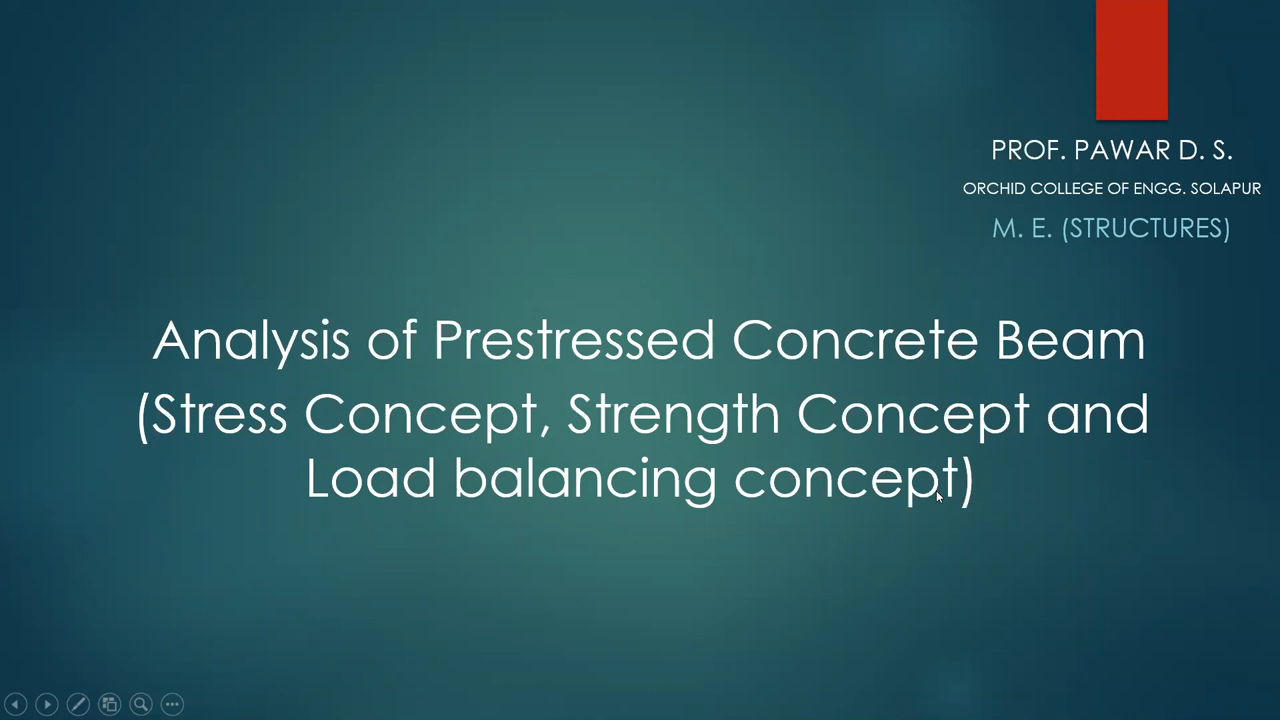 PROF. PAWAR D. S.
ORCHID COLLEGE OF ENGG. SOLAPUR
M. E. (STRUCTURES)
Analysis of Prestressed Concrete Beam
(Stress Concept, Strength Concept and
Load balancing concept)